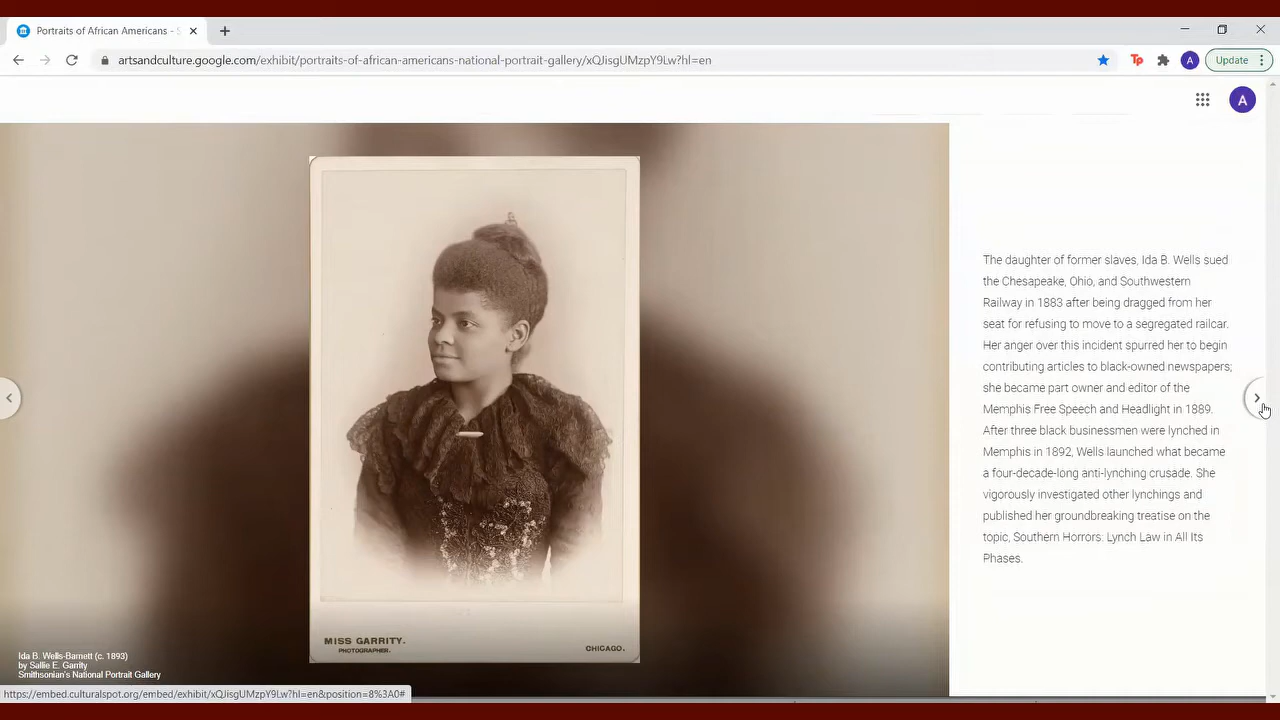 Portraits of African Americans -
artsandculture.google.com/exhibit/portraits-of-african-americans-national-portrait-gallery/xQJisgUMzpY9Lw?hl=en
Tp
A
Update
A
The daughter of former slaves, Ida B. Wells sued
the Chesapeake, Ohio, and Southwestern
Railway in 1883 after being dragged from her
seat for refusing to move to a segregated railcar.
Her anger over this incident spurred her to begin
contributing articles to black-owned newspapers;
she became part owner and editor of the
Memphis Free Speech and Headlight in 1889.
After three black businessmen were lynched in
Memphis in 1892, Wells launched what became
a four-decade-long anti-lynching crusade. She
vigorously investigated other lynchings and
published her groundbreaking treatise on the
topic, Southern Horrors: Lynch Law in All Its
Phases.
MISS GARRITY.
PHOTOGRAPHER.
CHICAGO.
Ida B. Wells-Barnett (c. 1893)
by Sallie E. Garrity
Smithsonian's National Portrait Gallery
https://embed.culturalspot.org/embed/exhibit/xQJisgUMzpY9Lw?hl=en&position=8%3A0#